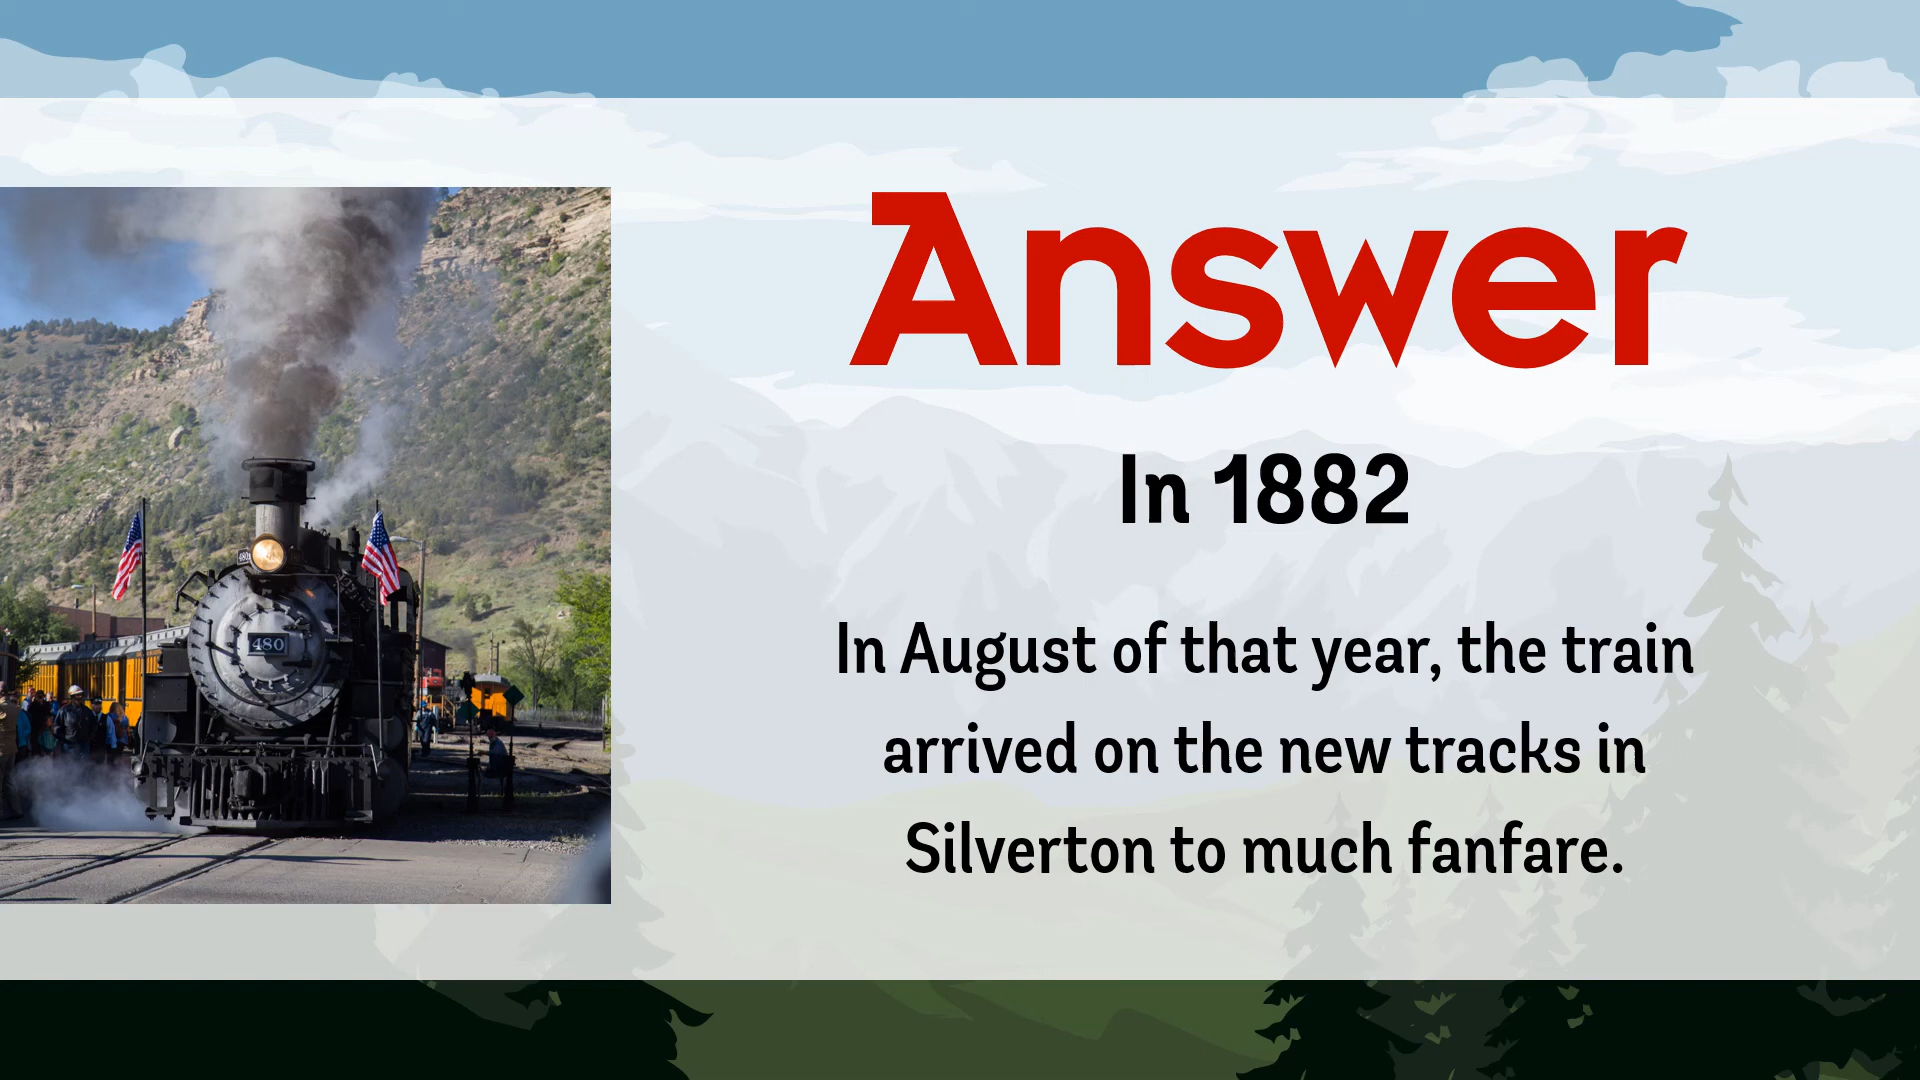 Answer
In 1882
In August of that year, the train
arrived on the new tracks in
Silverton to much fanfare.
480